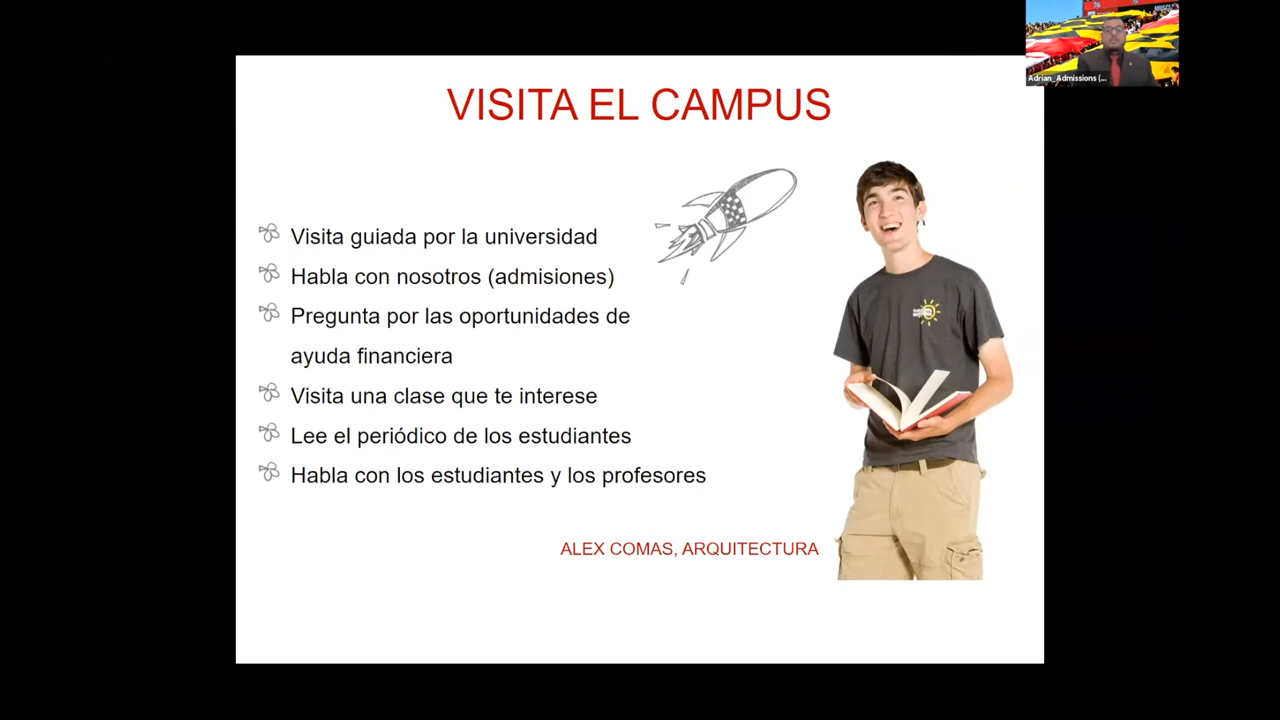 VISITA EL CAMPUS
Visita guiada por la universidad
Habla con nosotros (admisiones)
Pregunta por las oportunidades de
ayuda financiera
Visita una clase que te interese
Lee el periódico de los estudiantes
Habla con los estudiantes y los profesores
ALEX COMAS, ARQUITECTURA
Adrian_Admissions (...